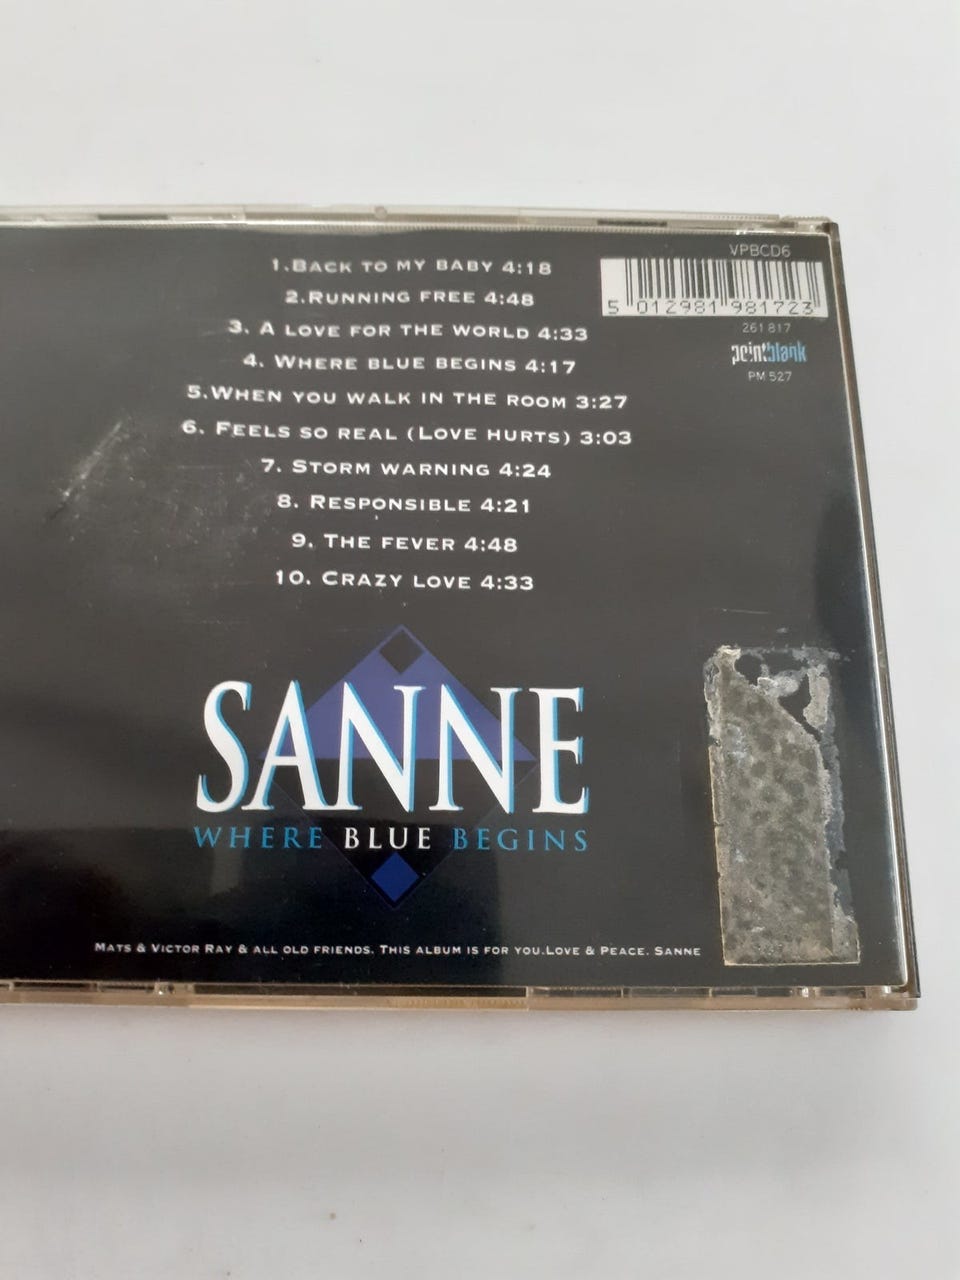 1.BACK TO MY BABY 4:18
2.RUNNING FREE 4:48
3. A LOVE FOR THE WORLD 4:33
4. WHERE BLUE BEGINS 4:17
5.WHEN YOU WALK IN THE ROOM 3:27
6. FEELS SO REAL (LOVE HURTS) 3:03
7. STORM WARNING 4:24
8. RESPONSIBLE 4:21
9. THE FEVER 4:48
10. CRAZY LOVE 4:33
VPBCD6
5 012981 981723
261 817
pointblank
PM 527
SANNE
WHERE BLUE BEGINS
MATS & VICTOR RAY & ALL OLD FRIENDS. THIS ALBUM IS FOR YOU.LOVE & PEACE. SANNE